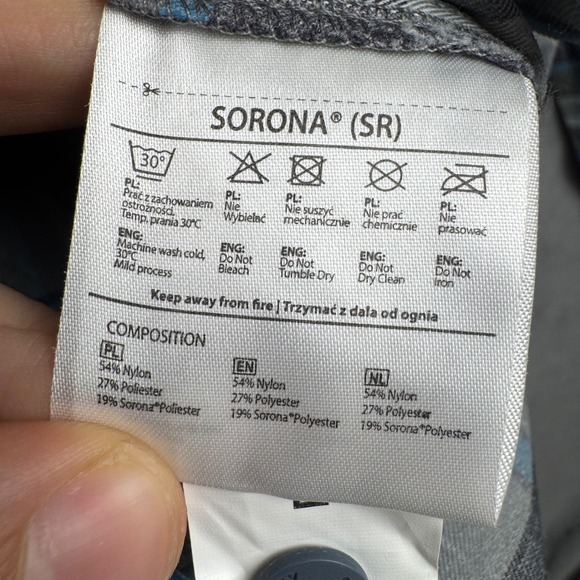 SORONA® (SR)
30°
PL:
Prać z zachowaniem
ostrożności,
Temp. prania 30°C
ENG:
Machine wash cold,
30°C
Mild process
PL:
Nie
Wybielać
ENG:
Do Not
Bleach
PL:
Nie suszyć
mechanicznie
ENG:
Do Not
Tumble Dry
PL:
Nie prac
chemicznie
ENG:
Do Not
Dry Clean
PL:
Nie
prasować
ENG:
Do Not
Iron
Keep away from fire | Trzymać z dala od ognia
COMPOSITION
PL
54% Nylon
27% Poliester
19% Sorona®Poliester
EN
54% Nylon
27% Polyester
19% Sorona®Polyester
NL
54% Nylon
27% Polyester
19% Sorona®Polyester